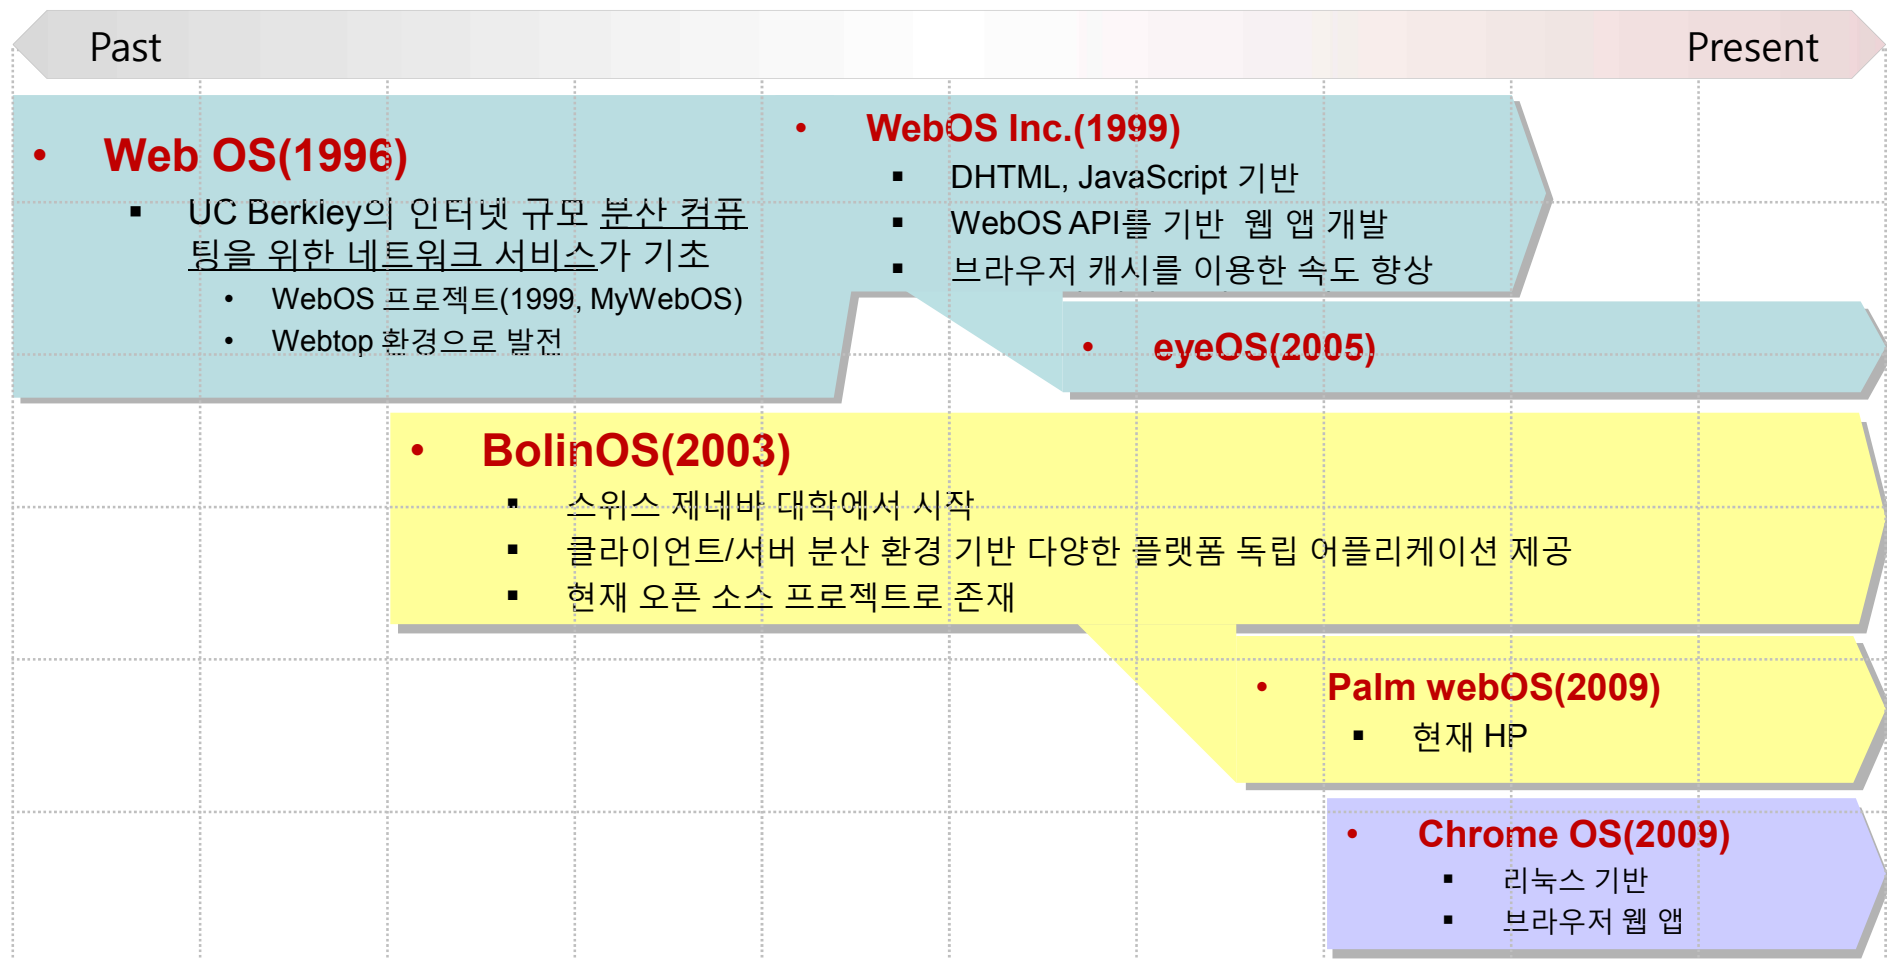 Past
Present
• Web OS(1996)
▪ UC Berkley의 인터넷 규모 분산 컴퓨
팅을 위한 네트워크 서비스가 기초
• WebOS 프로젝트(1999, MyWebOS)
• Webtop 환경으로 발전
• WebOS Inc.(1999)
▪ DHTML, JavaScript 기반
▪ WebOS API를 기반 웹 앱 개발
▪ 브라우저 캐시를 이용한 속도 향상
• eyeOS(2005)
• BolinOS(2003)
▪ 스위스 제네바 대학에서 시작
▪ 클라이언트/서버 분산 환경 기반 다양한 플랫폼 독립 어플리케이션 제공
▪ 현재 오픈 소스 프로젝트로 존재
• Palm webOS(2009)
▪ 현재 HP
• Chrome OS(2009)
▪ 리눅스 기반
▪ 브라우저 웹 앱